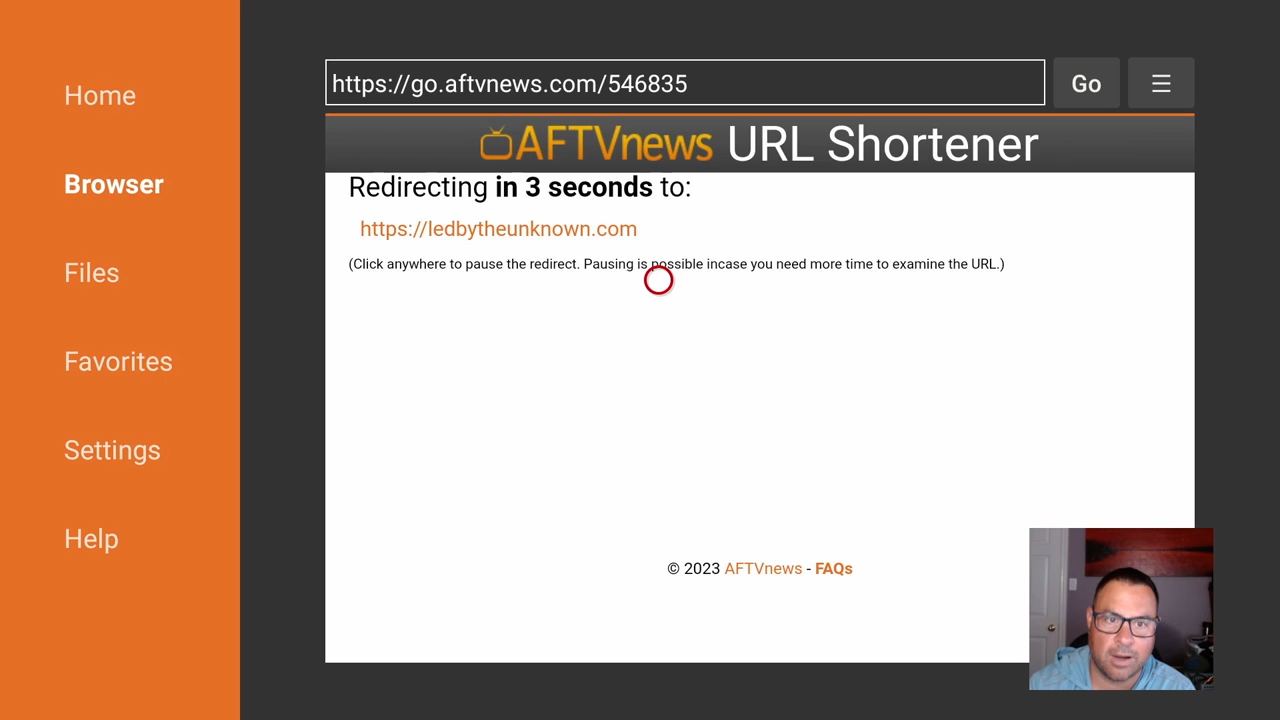 Home
Browser
Files
Favorites
Settings
Help
https://go.aftvnews.com/546835
Go
AFTVnews URL Shortener
Redirecting in 3 seconds to:
https://ledbytheunknown.com
(Click anywhere to pause the redirect. Pausing is possible incase you need more time to examine the URL.)
© 2023 AFTVnews - FAQs